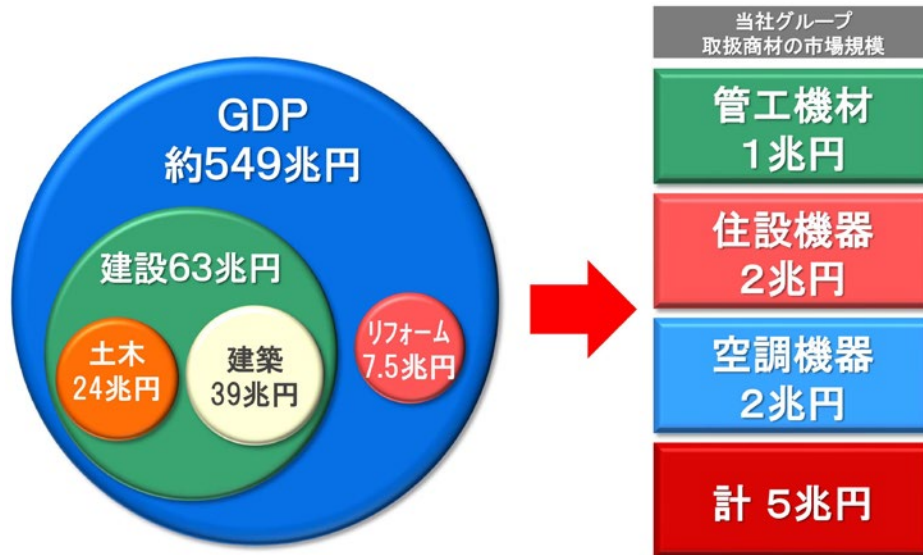 GDP
約549兆円
建設63兆円
土木
24兆円
建築
39兆円
リフォーム
7.5兆円
当社グループ
取扱商材の市場規模
管工機材
1兆円
住設機器
2兆円
空調機器
2兆円
計 5兆円